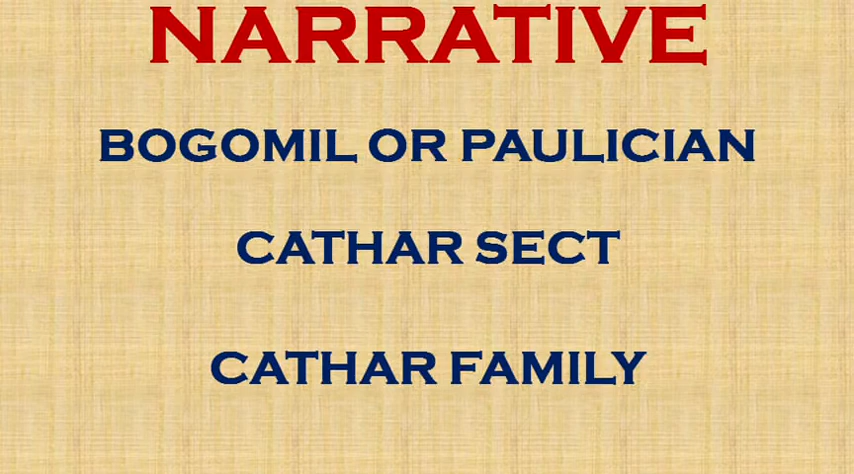 NARRATIVE
BOGOMIL OR PAULICIAN
CATHAR SECT
CATHAR FAMILY